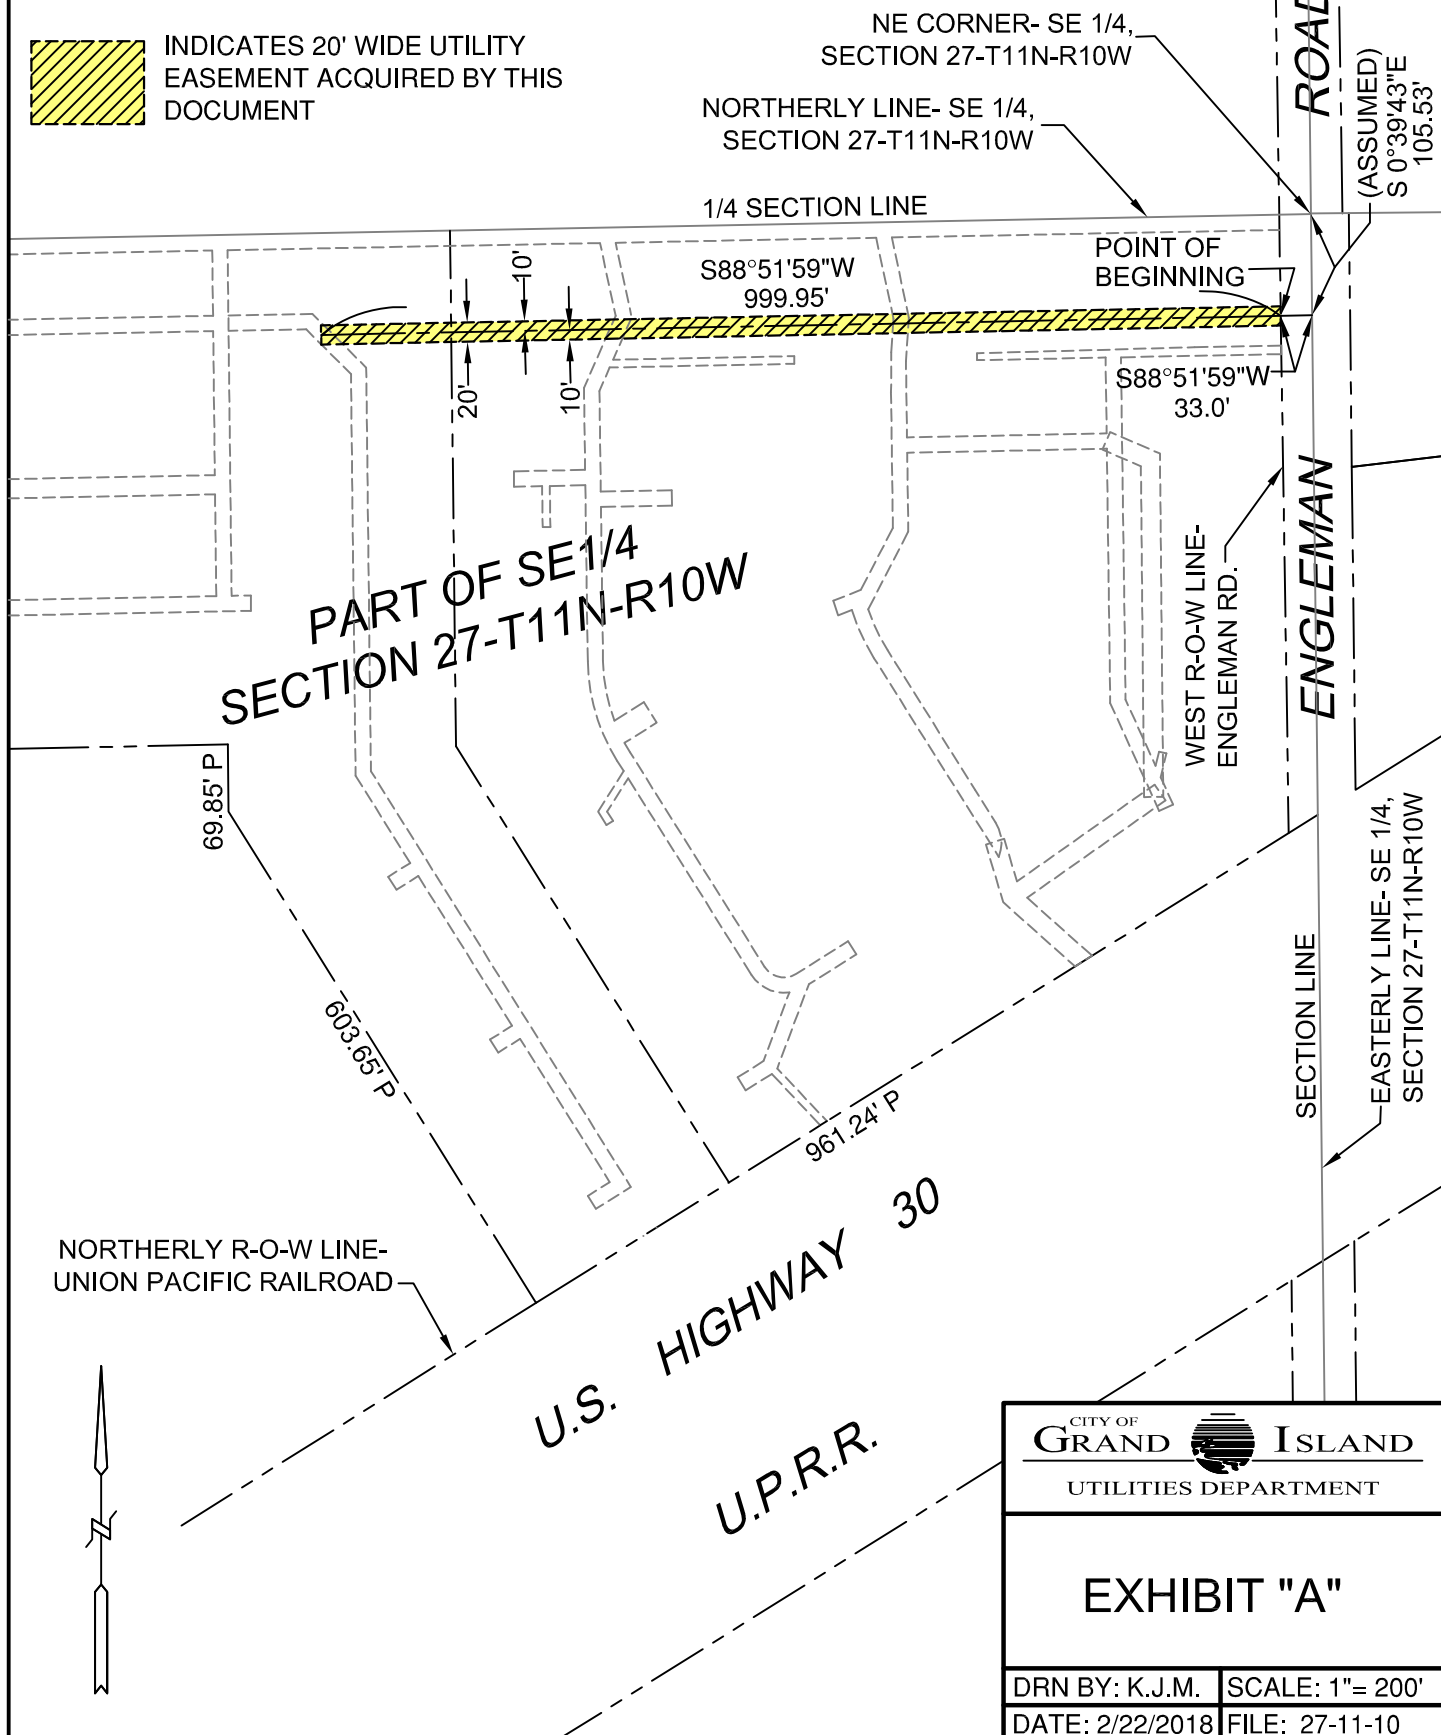 INDICATES 20' WIDE UTILITY
EASEMENT ACQUIRED BY THIS
DOCUMENT
NE CORNER- SE 1/4,
SECTION 27-T11N-R10W
NORTHERLY LINE- SE 1/4,
SECTION 27-T11N-R10W
ROAD
(ASSUMED)
S 0°39'43"E
105.53'
1/4 SECTION LINE
POINT OF
BEGINNING
S88°51'59"W
999.95'
10'
20'
10'
S88°51'59"W
33.0'
PART OF SE1/4
SECTION 27-T11N-R10W
WEST R-O-W LINE-
ENGLEMAN RD.
ENGLEMAN
69.85' P
603.65' P
961.24' P
SECTION LINE
EASTERLY LINE- SE 1/4,
SECTION 27-T11N-R10W
NORTHERLY R-O-W LINE-
UNION PACIFIC RAILROAD
U.S. HIGHWAY 30
U.P.R.R.
CITY OF
GRAND ISLAND
UTILITIES DEPARTMENT
EXHIBIT "A"
DRN BY: K.J.M.
SCALE: 1"= 200'
DATE: 2/22/2018
FILE: 27-11-10